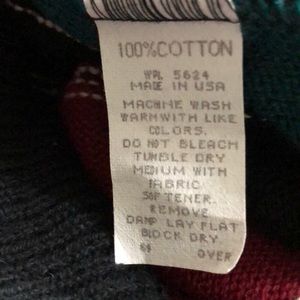 100%COTTON
WPL 5624
MADE IN USA
MACHINE WASH
WARM WITH LIKE
COLORS.
DO NOT BLEACH
TUMBLE DRY
MEDIUM WITH
FABRIC
SOFTENER.
REMOVE
DAMP LAY FLAT
BLOCK DRY.
OVER